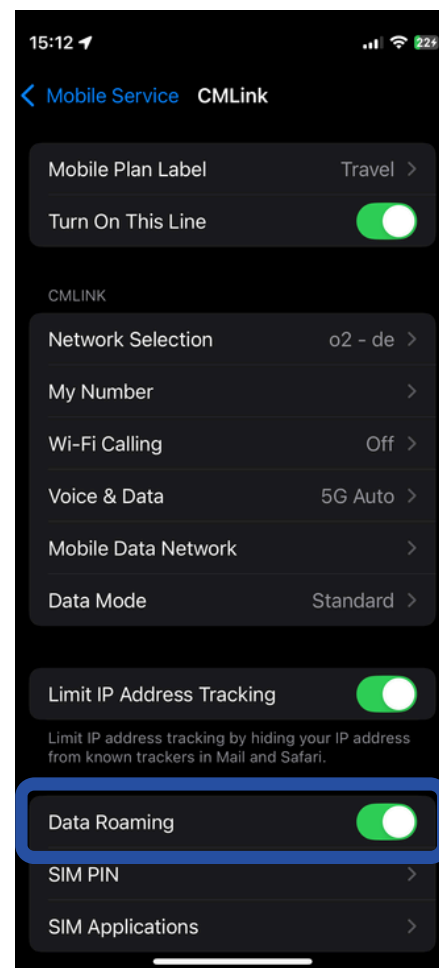 15:12 22
Mobile Service CMLink
Mobile Plan Label Travel
Turn On This Line
CMLINK
Network Selection o2 - de
My Number
Wi-Fi Calling Off
Voice & Data 5G Auto
Mobile Data Network
Data Mode Standard
Limit IP Address Tracking
Limit IP address tracking by hiding your IP address
from known trackers in Mail and Safari.
Data Roaming
SIM PIN
SIM Applications